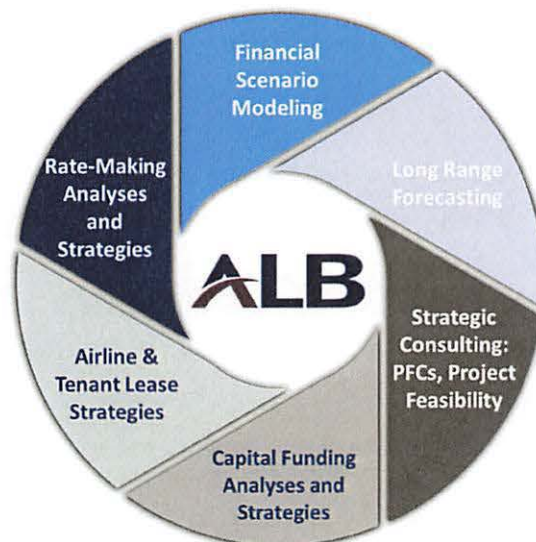 Financial
Scenario
Modeling
Long Range
Forecasting
Strategic
Consulting:
PFCs, Project
Feasibility
Capital Funding
Analyses and
Strategies
Airline &
Tenant Lease
Strategies
Rate-Making
Analyses
and
Strategies
ALB